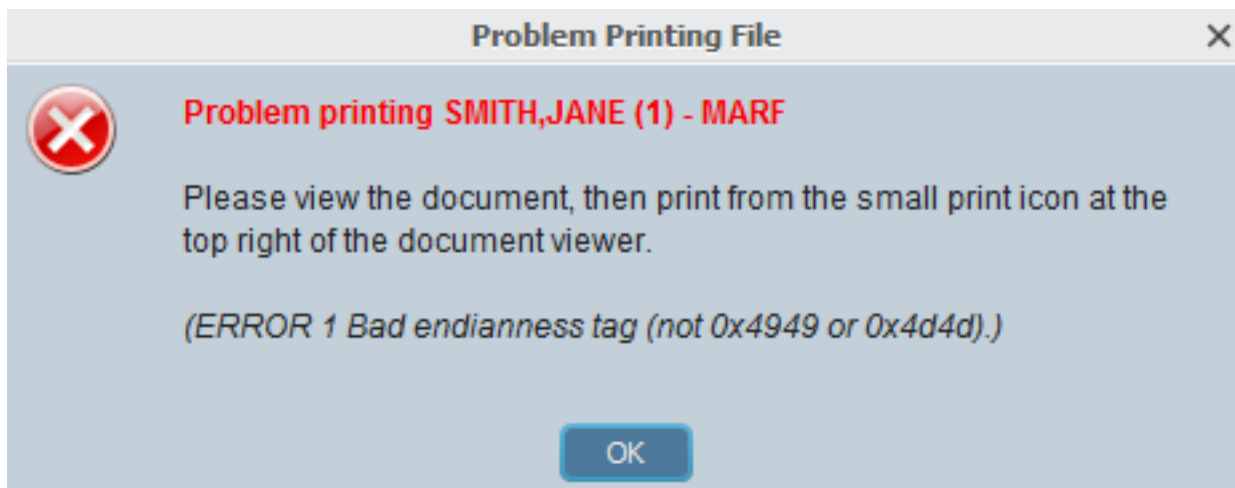 Problem Printing File
Problem printing SMITH,JANE (1) - MARF
Please view the document, then print from the small print icon at the
top right of the document viewer.
(ERROR 1 Bad endianness tag (not 0x4949 or 0x4d4d).)
OK